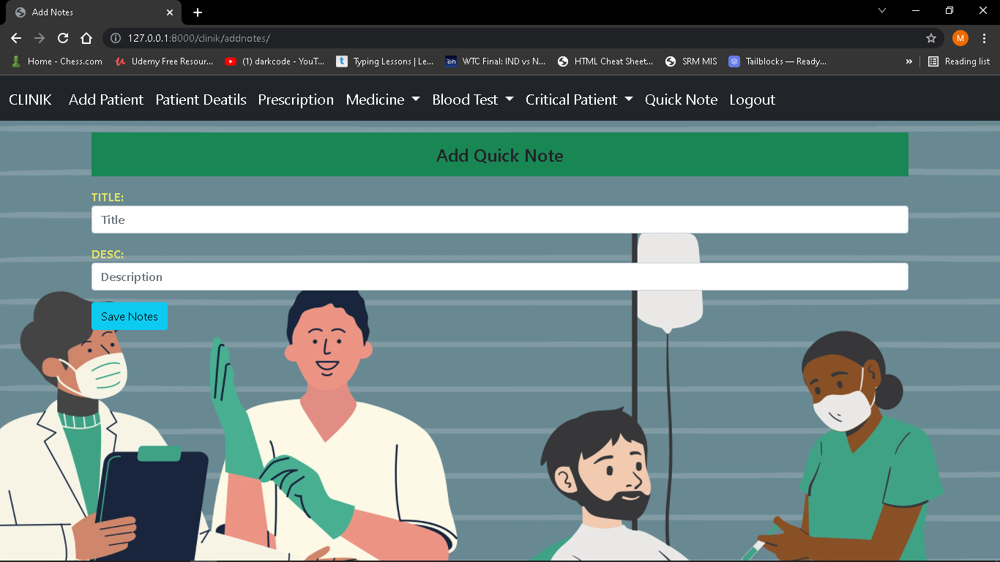 Add Notes
127.0.0.1:8000/clinik/addnotes/
M
Home - Chess.com Udemy Free Resour... (1) darkcode - YouT... Typing Lessons | Le... WTC Final: IND vs N... HTML Cheat Sheet... SRM MIS Tailblocks — Ready... » Reading list
CLINIK Add Patient Patient Deatils Prescription Medicine Blood Test Critical Patient Quick Note Logout
Add Quick Note
TITLE:
Title
DESC:
Description
Save Notes